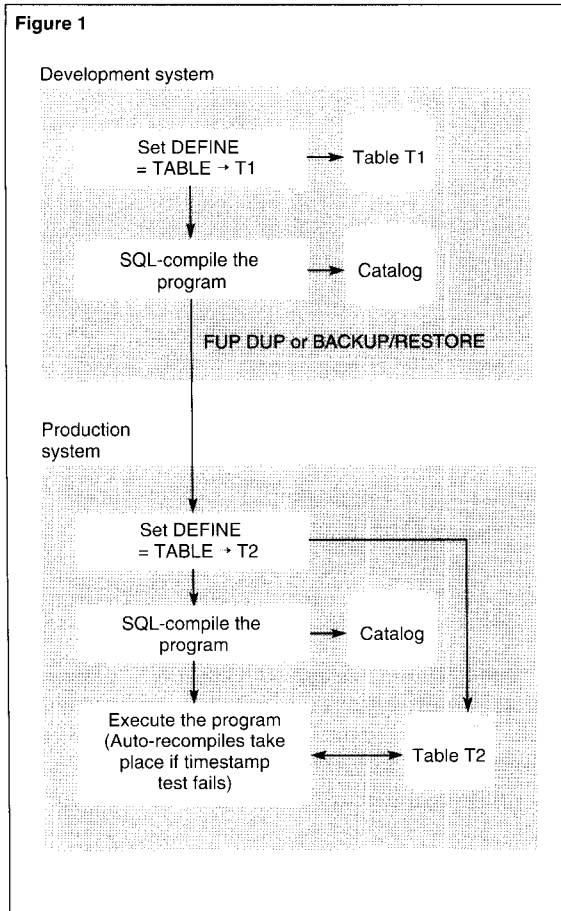 Figure 1
Development system
Set DEFINE
= TABLE → T1
Table T1
SQL-compile the
program
Catalog
FUP DUP or BACKUP/RESTORE
Production
system
Set DEFINE
= TABLE → T2
SQL-compile the
program
Catalog
Execute the program
(Auto-recompiles take
place if timestamp
test fails)
Table T2